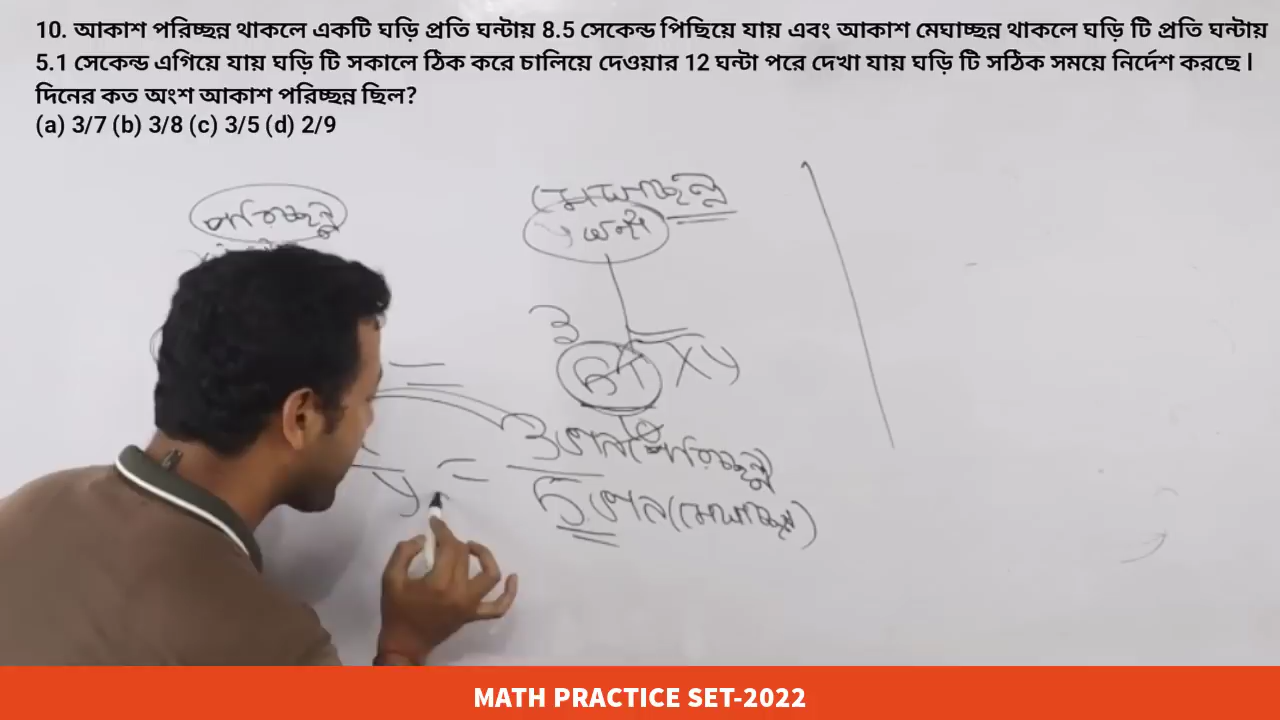 10. আকাশ পরিচ্ছন্ন থাকলে একটি ঘড়ি প্রতি ঘন্টায় 8.5 সেকেন্ড পিছিয়ে যায় এবং আকাশ মেঘাচ্ছন্ন থাকলে ঘড়ি টি প্রতি ঘন্টায়
5.1 সেকেন্ড এগিয়ে যায় ঘড়ি টি সকালে ঠিক করে চালিয়ে দেওয়ার 12 ঘন্টা পরে দেখা যায় ঘড়ি টি সঠিক সময়ে নির্দেশ করছে l
দিনের কত অংশ আকাশ পরিচ্ছন্ন ছিল?
(a) 3/7 (b) 3/8 (c) 3/5 (d) 2/9
পরিচ্ছন্ন
মেঘাচ্ছন্ন
y ঘন্টা
3
51 x y
y = 3 ভাগ পরিচ্ছন্ন
5 ভাগ (মেঘাচ্ছন্ন)
MATH PRACTICE SET-2022